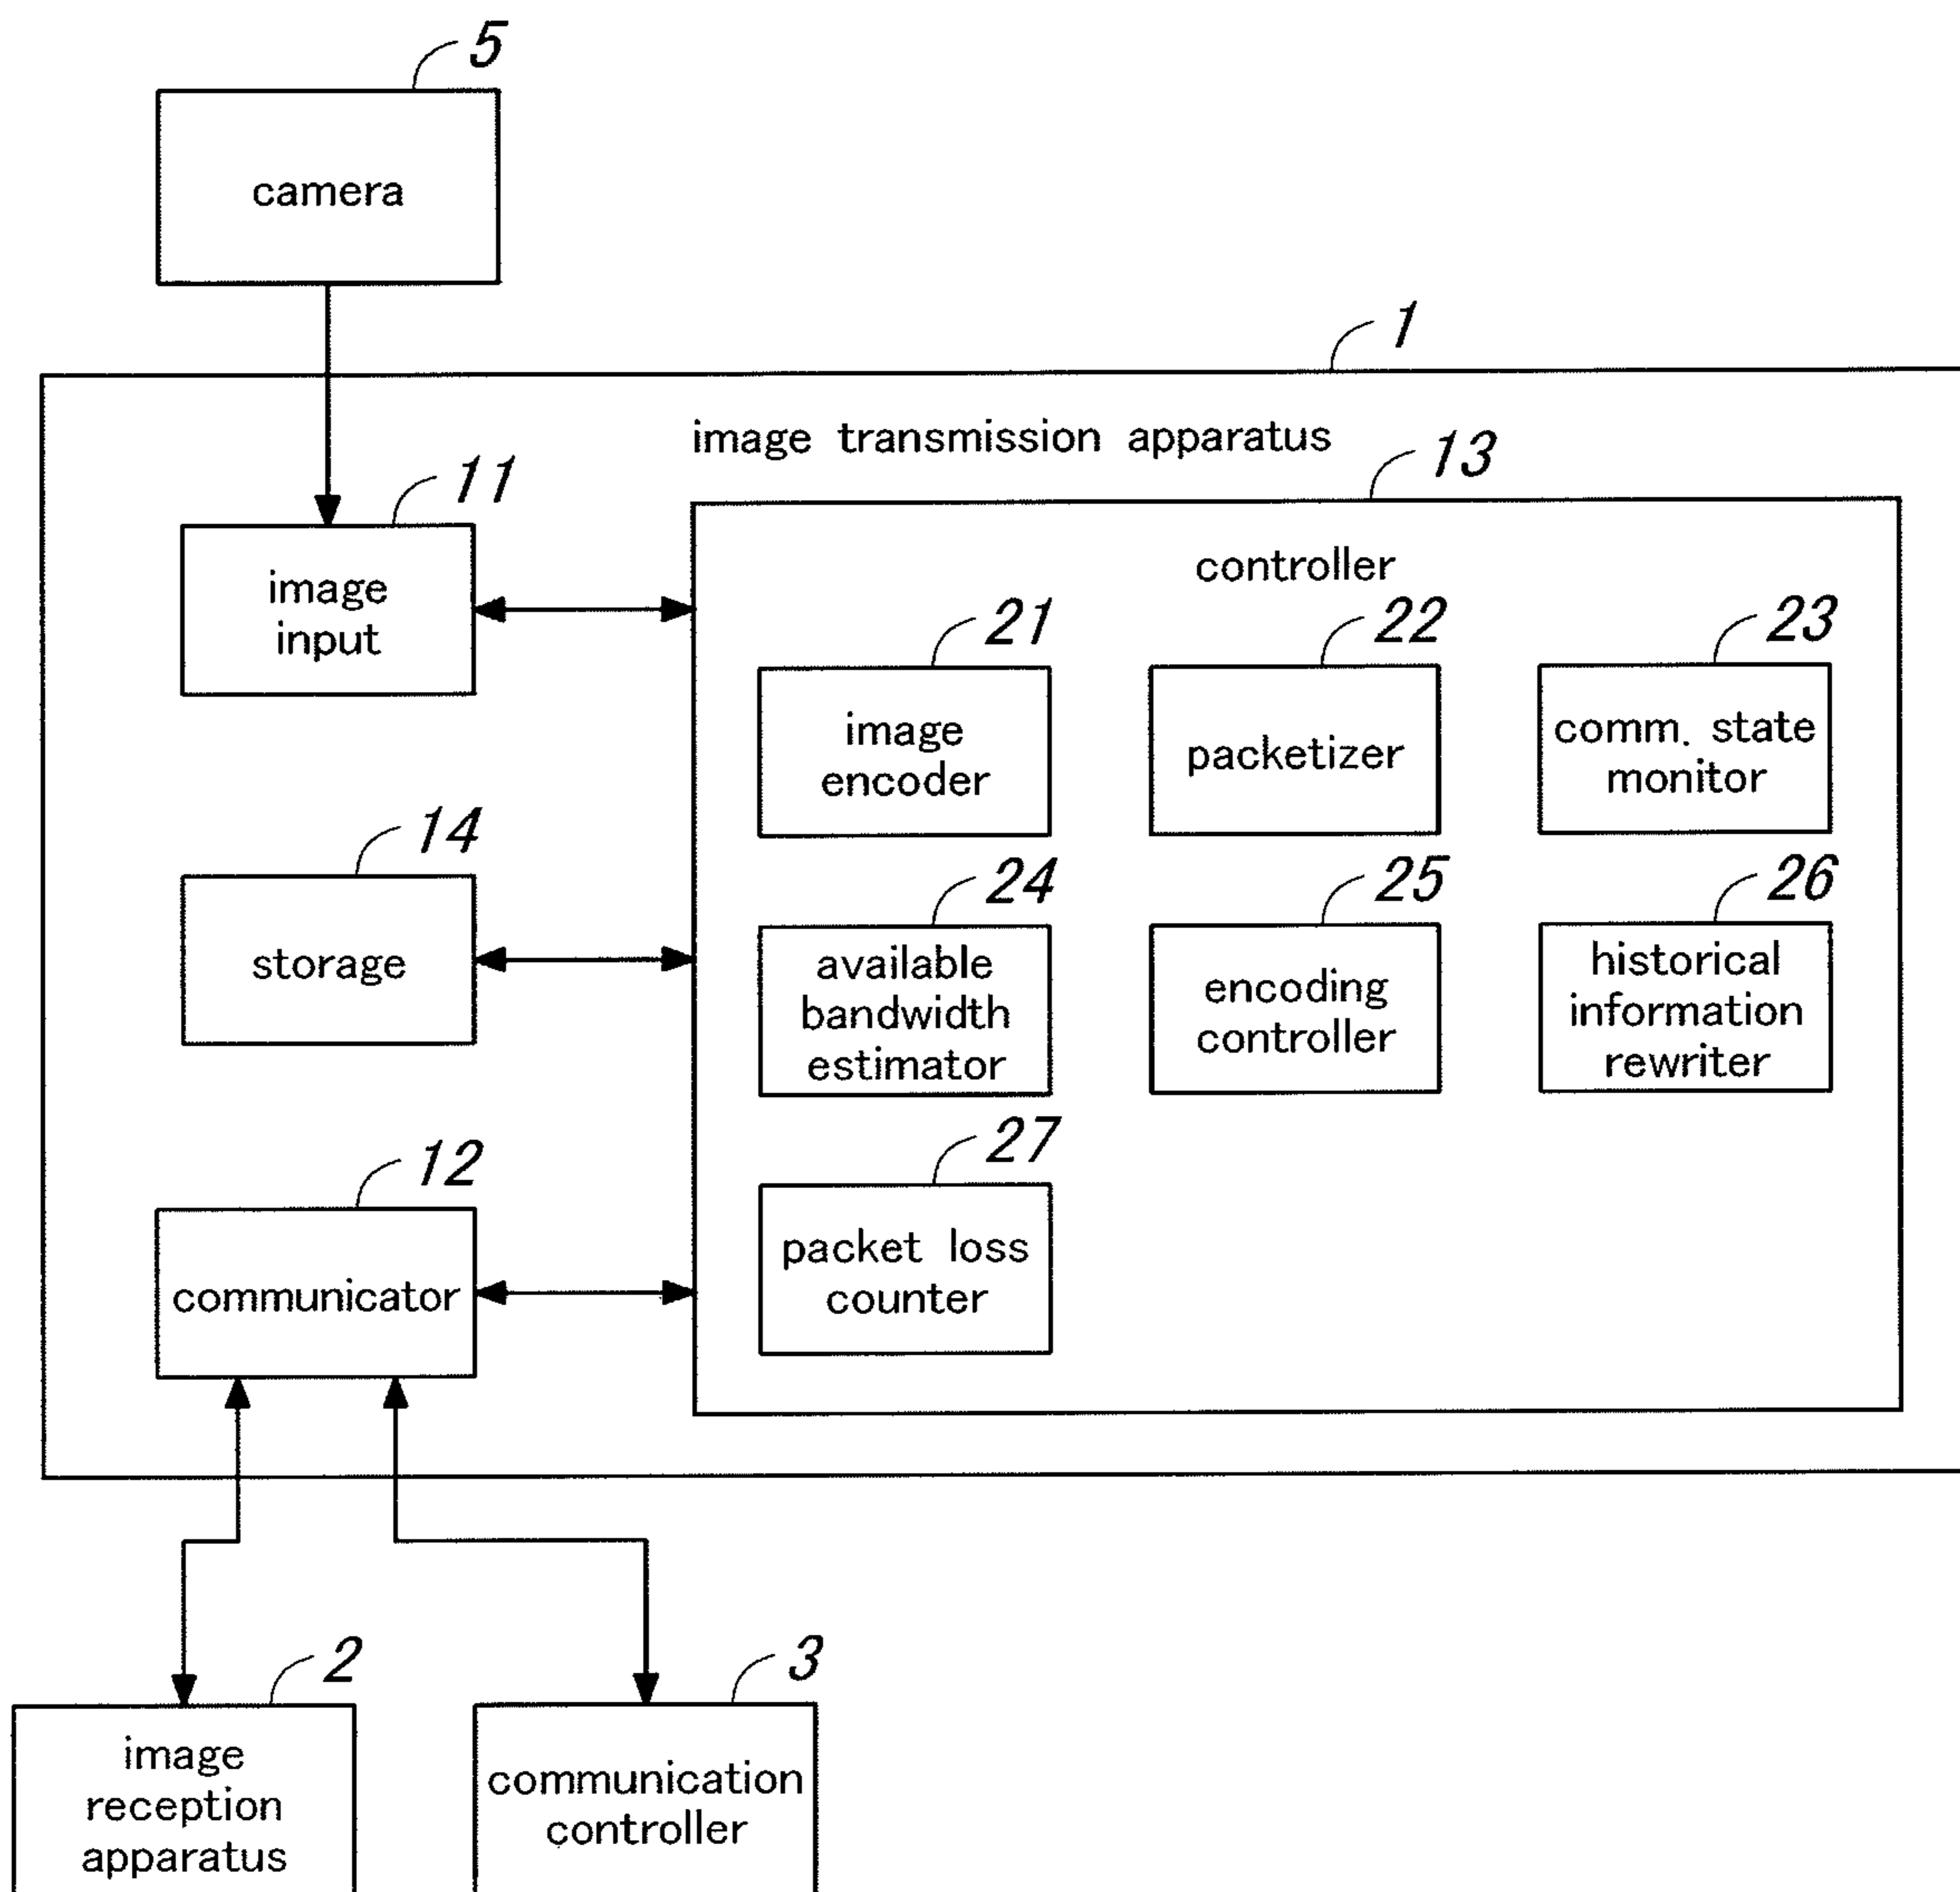 5
camera
1
image transmission apparatus
11
13
image
input
controller
21
22
23
image
encoder
packetizer
comm. state
monitor
14
storage
24
25
26
available
bandwidth
estimator
encoding
controller
historical
information
rewriter
12
communicator
27
packet loss
counter
2
3
image
reception
apparatus
communication
controller